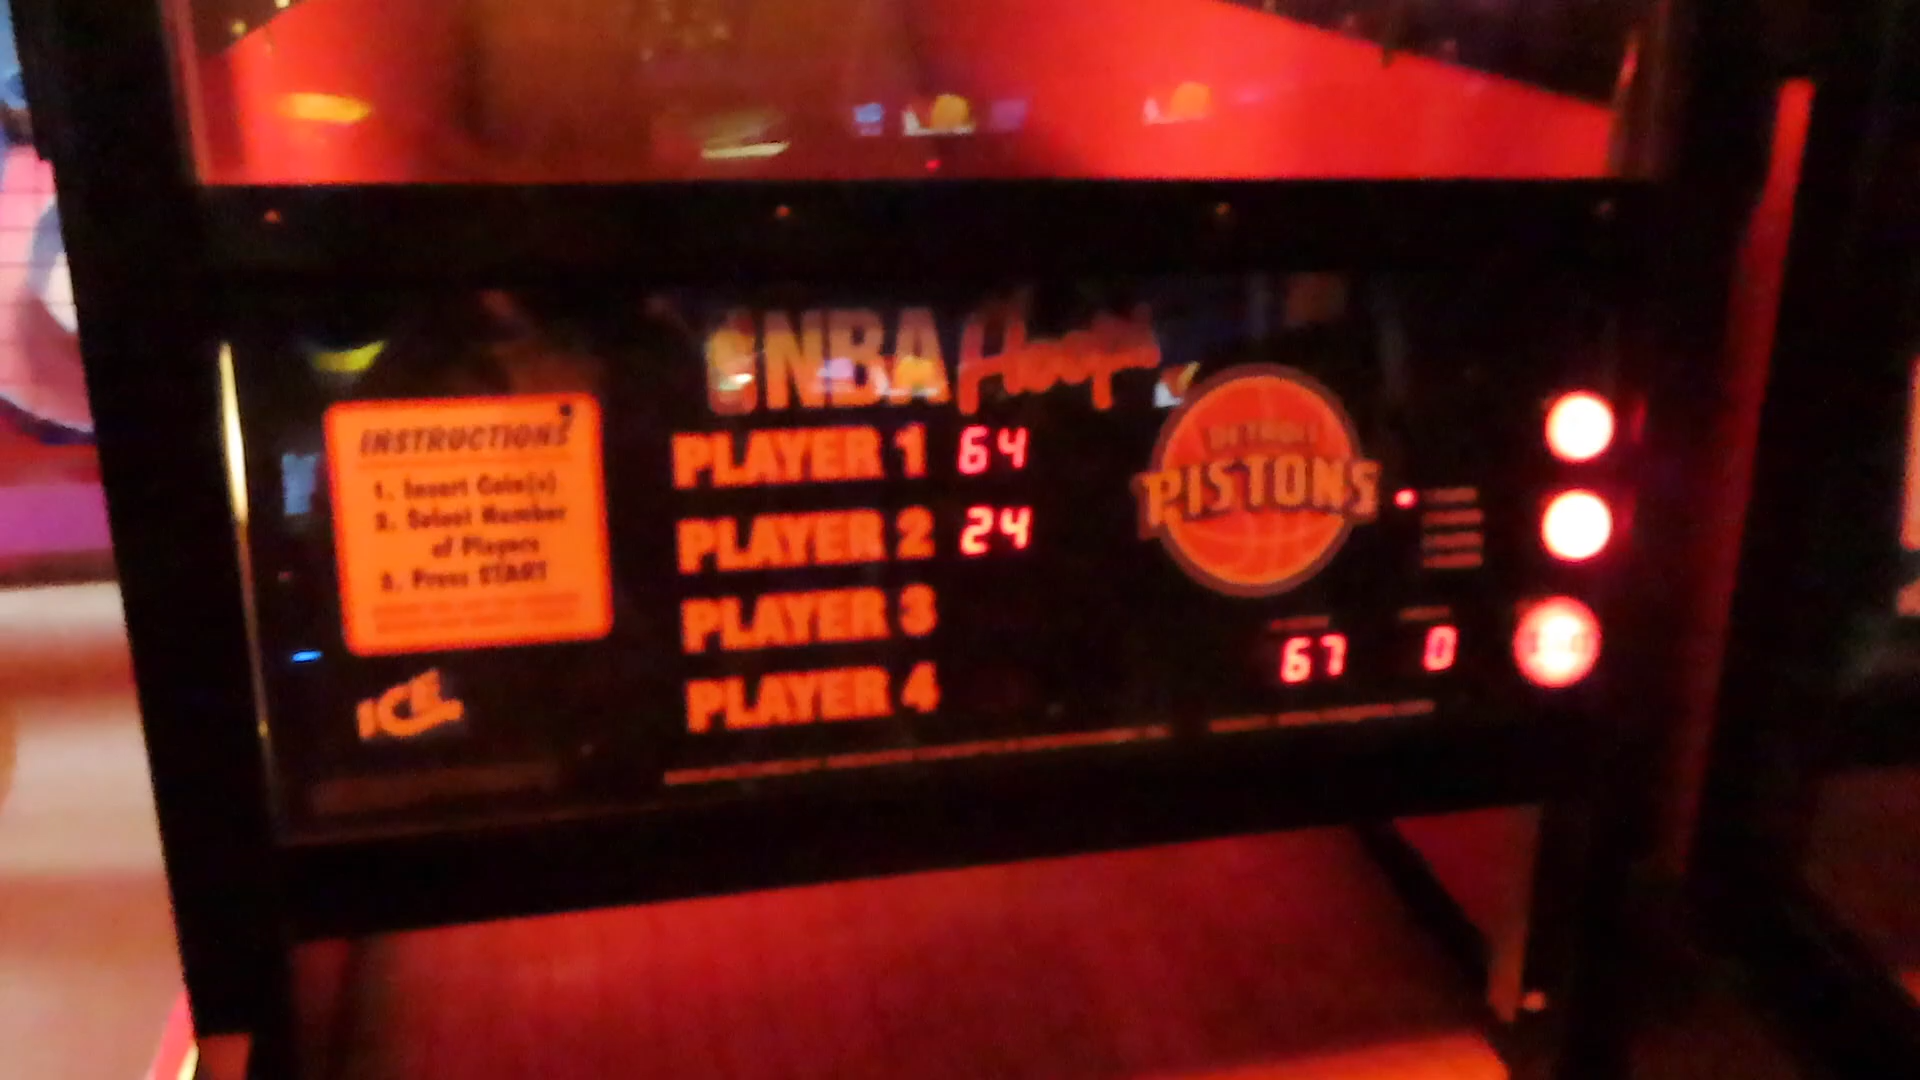 NBA Hoops
INSTRUCTIONS
1. Insert Coin(s)
2. Select Number
of Players
3. Press START
PLAYER 1 64
PLAYER 2 24
PLAYER 3
PLAYER 4
DETROIT
PISTONS
67 0
ICE